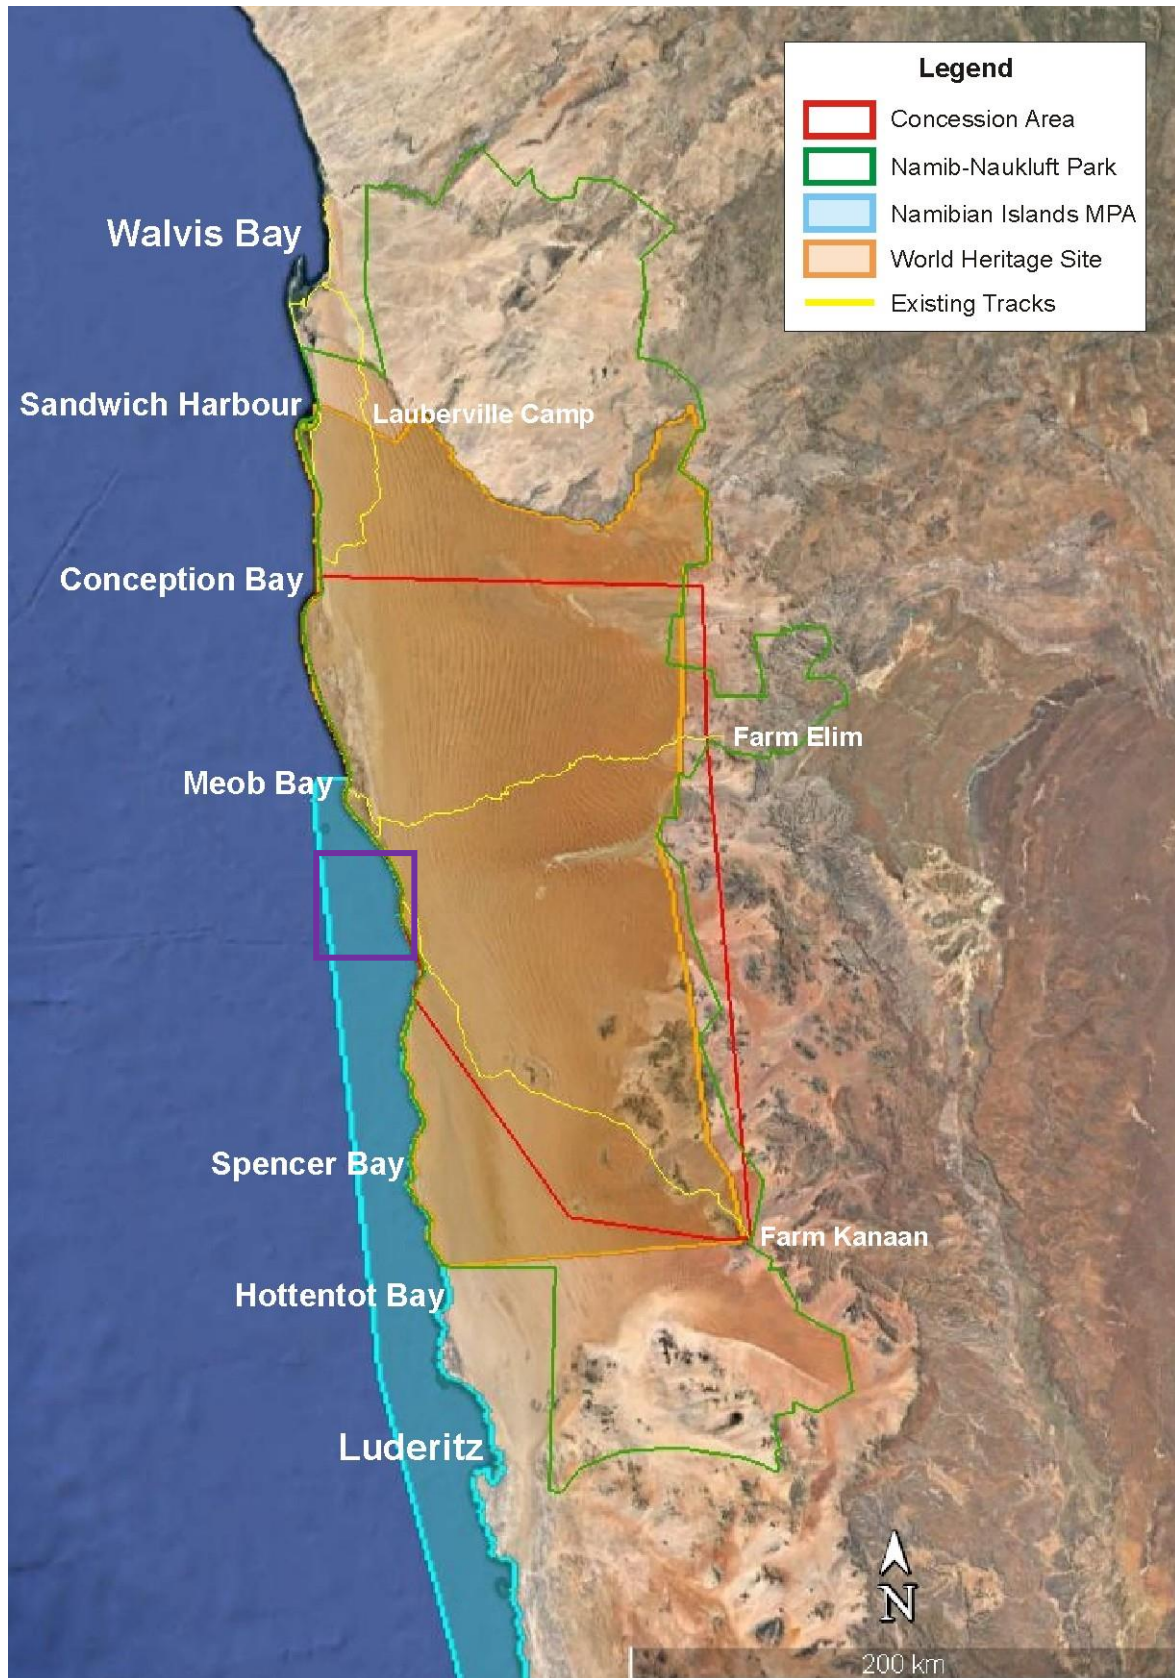 Legend
Concession Area
Namib-Naukluft Park
Namibian Islands MPA
World Heritage Site
Existing Tracks
Walvis Bay
Sandwich Harbour
Lauberville Camp
Conception Bay
Farm Elim
Meob Bay
Spencer Bay
Farm Kanaan
Hottentot Bay
Luderitz
N
200 km